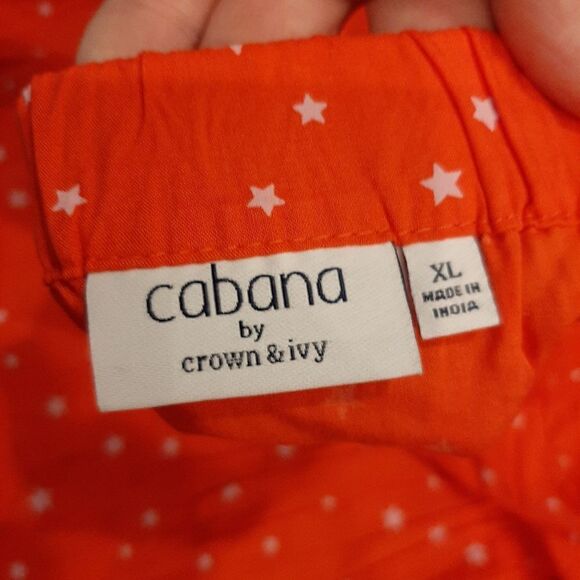 cabana
by
crown & ivy
XL
MADE IN
INDIA